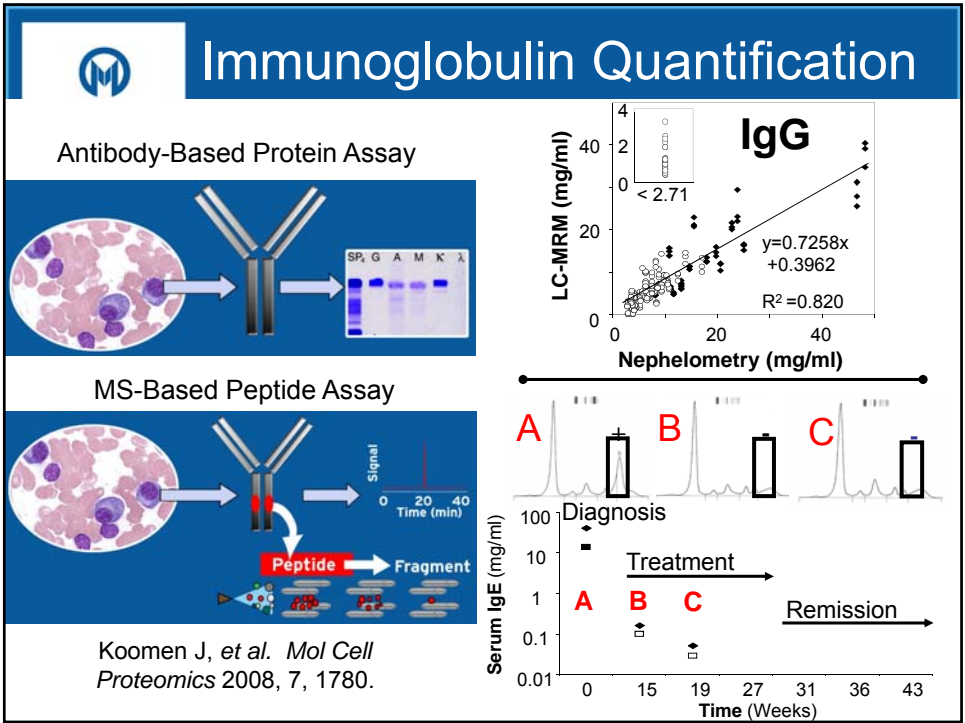 Immunoglobulin Quantification
Antibody-Based Protein Assay
SPₑ G A M K λ
MS-Based Peptide Assay
Signal
0 20 40
Time (min)
Peptide
Fragment
Koomen J, et al. Mol Cell
Proteomics 2008, 7, 1780.
IgG
4
2
0
< 2.71
LC-MRM (mg/ml)
40
20
0
y=0.7258x
+0.3962
R² =0.820
0 20 40
Nephelometry (mg/ml)
A + B - C -
Diagnosis
Treatment
Remission
A B C
Serum IgE (mg/ml)
100
10
1
0.1
0.01
0 15 19 27 31 36 43
Time (Weeks)